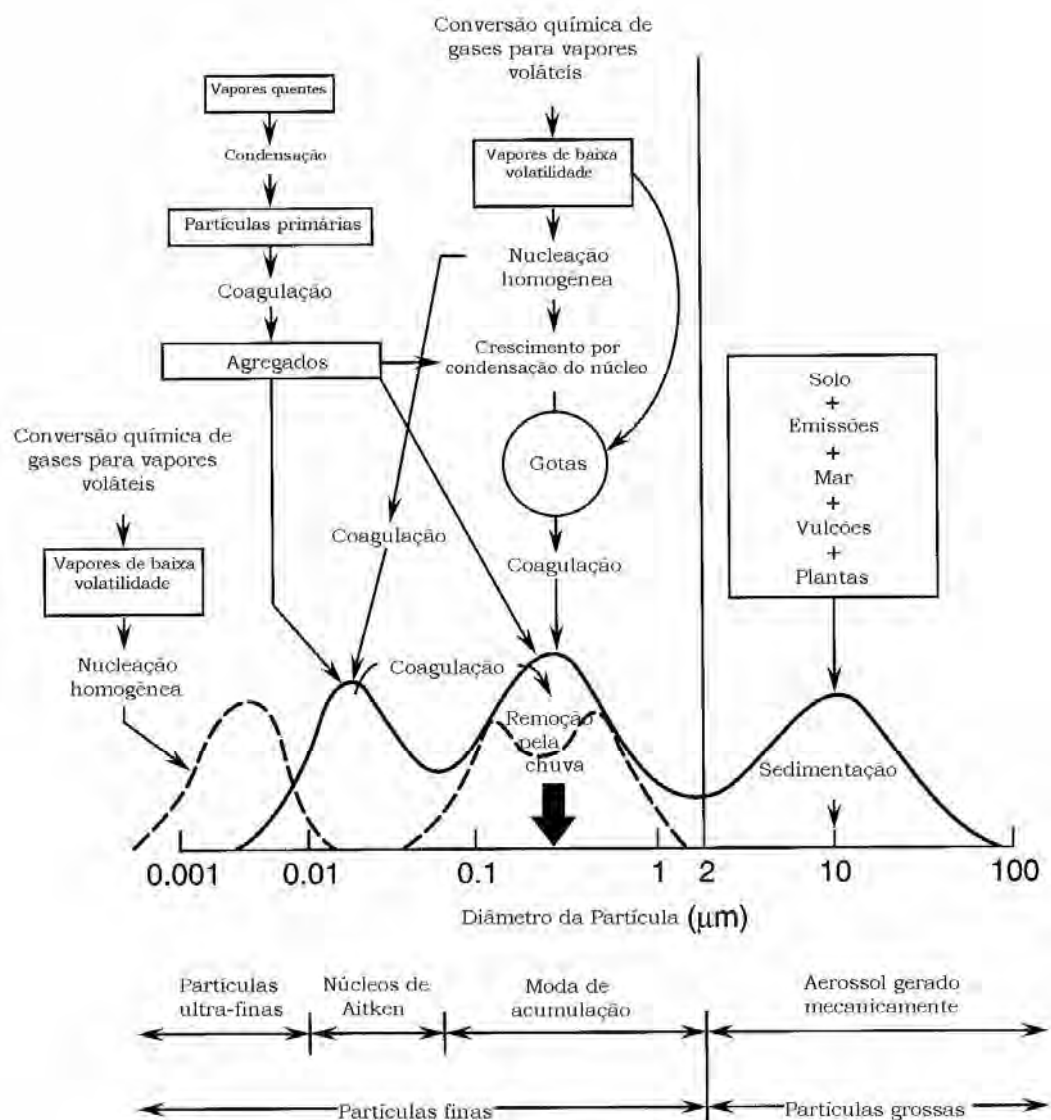 Conversão química de
gases para vapores
voláteis
Vapores quentes
Condensação
Vapores de baixa
volatilidade
Partículas primárias
Nucleação
homogênea
Coagulação
Agregados
Crescimento por
condensação do núcleo
Solo
+
Emissões
+
Mar
+
Vulcões
+
Plantas
Conversão química de
gases para vapores
voláteis
Gotas
Coagulação
Coagulação
Vapores de baixa
volatilidade
Nucleação
homogênea
Coagulação
Remoção
pela
chuva
Sedimentação
0.001 0.01 0.1 1 2 10 100
Diâmetro da Partícula (μm)
Partículas
ultra-finas
Núcleos de
Aitken
Moda de
acumulação
Aerossol gerado
mecanicamente
Partículas finas
Partículas grossas